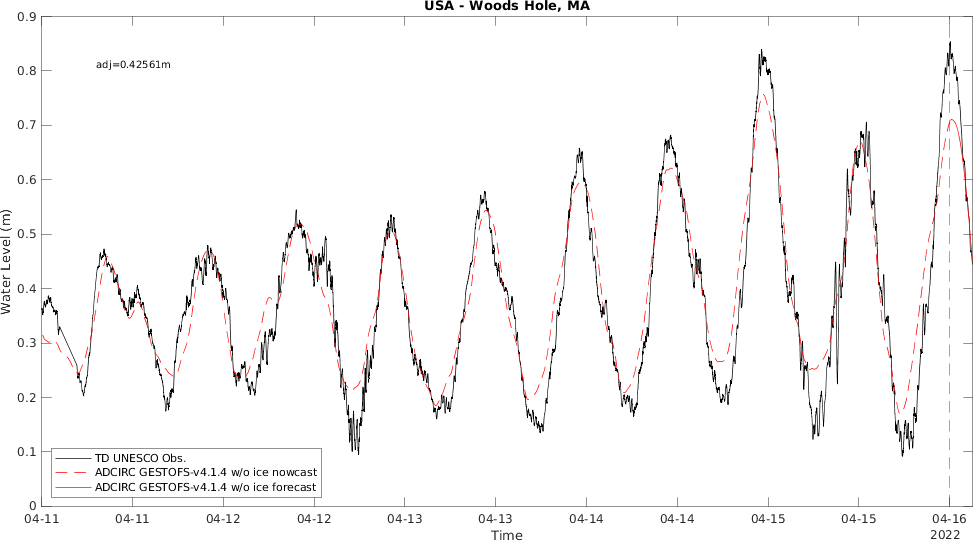 USA - Woods Hole, MA
0.9
adj=0.42561m
0.8
0.7
0.6
0.5
0.4
0.3
0.2
0.1
0
Water Level (m)
TD UNESCO Obs.
ADCIRC GESTOFS-v4.1.4 w/o ice nowcast
ADCIRC GESTOFS-v4.1.4 w/o ice forecast
04-11 04-11 04-12 04-12 04-13 04-13 04-14 04-14 04-15 04-15 04-16
Time 2022